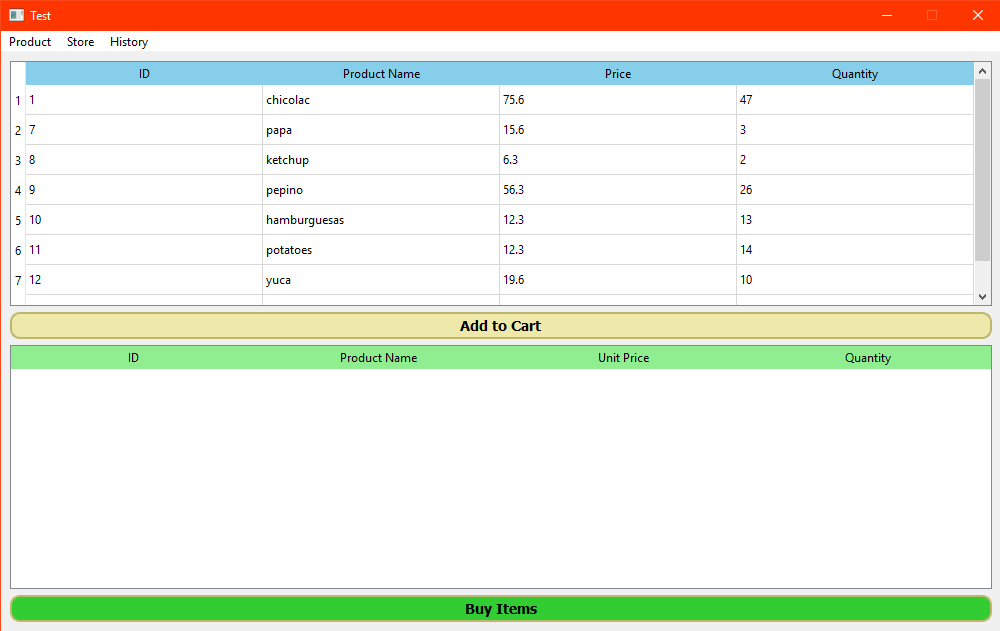 Test
Product Store History
ID Product Name Price Quantity
1 1 chicolac 75.6 47
2 7 papa 15.6 3
3 8 ketchup 6.3 2
4 9 pepino 56.3 26
5 10 hamburguesas 12.3 13
6 11 potatoes 12.3 14
7 12 yuca 19.6 10
Add to Cart
ID Product Name Unit Price Quantity
Buy Items